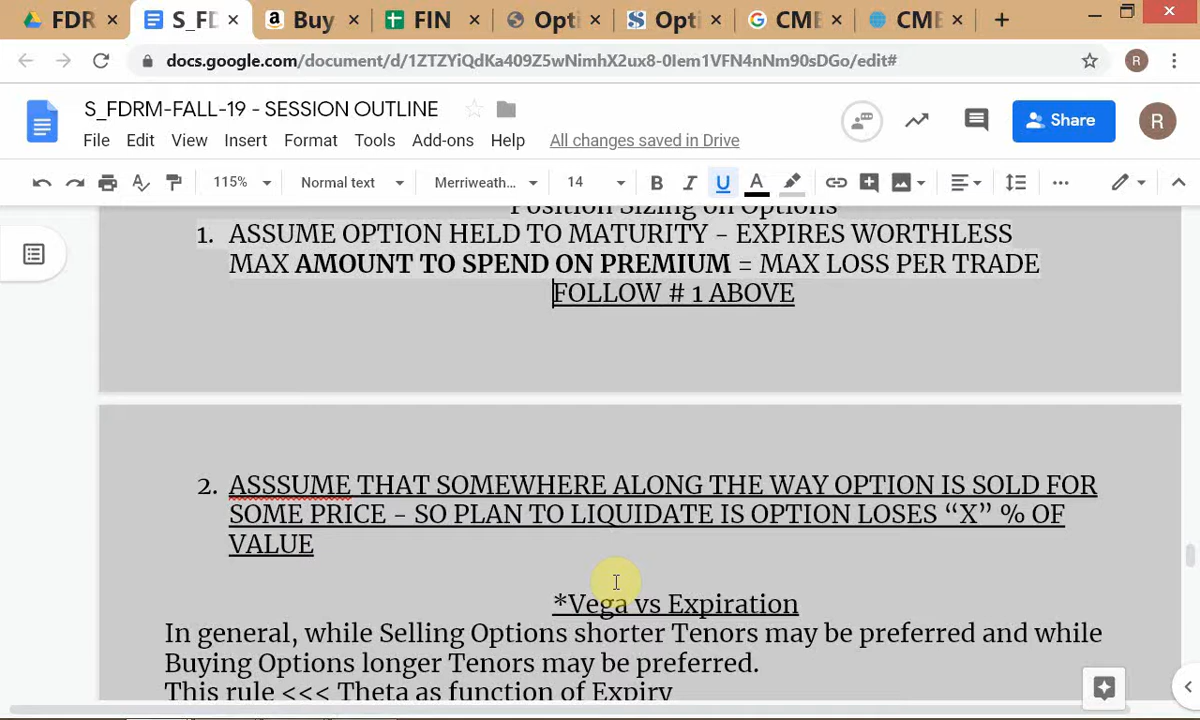 FDR
S_FD
Buy
FIN
Opti
Opti
CME
CME
docs.google.com/document/d/1ZTZYiQdKa409Z5wNimhX2ux8-0Iem1VFN4nNm90sDGo/edit#
R
S_FDRM-FALL-19 - SESSION OUTLINE
File Edit View Insert Format Tools Add-ons Help All changes saved in Drive
Share
R
115% Normal text Merriweath... 14 B I U A
Position Sizing on Options
1. ASSUME OPTION HELD TO MATURITY – EXPIRES WORTHLESS
MAX AMOUNT TO SPEND ON PREMIUM = MAX LOSS PER TRADE
FOLLOW # 1 ABOVE
2. ASSSUME THAT SOMEWHERE ALONG THE WAY OPTION IS SOLD FOR
SOME PRICE – SO PLAN TO LIQUIDATE IS OPTION LOSES “X” % OF
VALUE
*Vega vs Expiration
In general, while Selling Options shorter Tenors may be preferred and while
Buying Options longer Tenors may be preferred.
This rule <<< Theta as function of Expiry